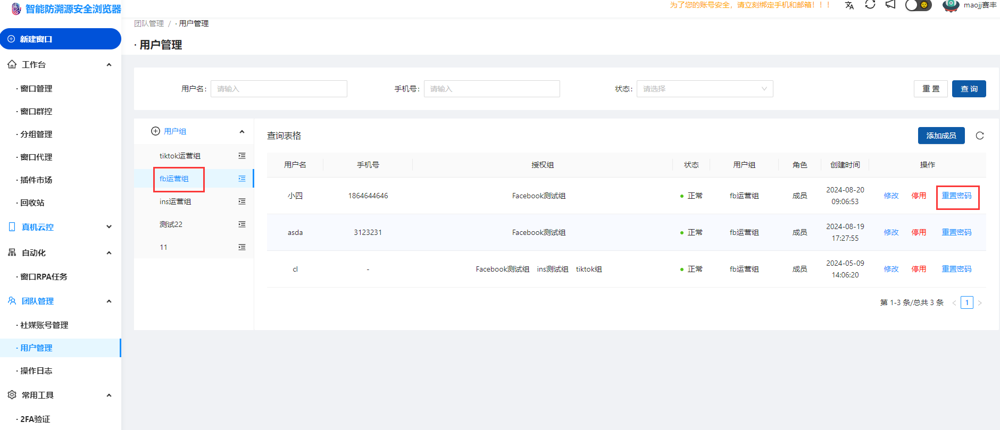 智能防溯源安全浏览器
为了您的账号安全，请立刻绑定手机和邮箱！！！
maojj赛丰
新建窗口
工作台
· 窗口管理
· 窗口群控
· 分组管理
· 窗口代理
· 插件市场
· 回收站
真机云控
自动化
· 窗口RPA任务
团队管理
· 社媒账号管理
· 用户管理
· 操作日志
常用工具
· 2FA验证
团队管理 / · 用户管理
· 用户管理
用户名: 请输入 手机号: 请输入 状态: 请选择 重 置 查 询
用户组
tiktok运营组
fb运营组
ins运营组
测试22
11
查询表格 添加成员
用户名 手机号 授权组 状态 用户组 角色 创建时间 操作
小四 1864644646 Facebook测试组 正常 fb运营组 成员 2024-08-20 09:06:53 修改 停用 重置密码
asda 3123231 Facebook测试组 正常 fb运营组 成员 2024-08-19 17:27:55 修改 停用 重置密码
cl - Facebook测试组 ins测试组 tiktok组 正常 fb运营组 成员 2024-05-09 14:06:20 修改 停用 重置密码
第 1-3 条/总共 3 条 < 1 >